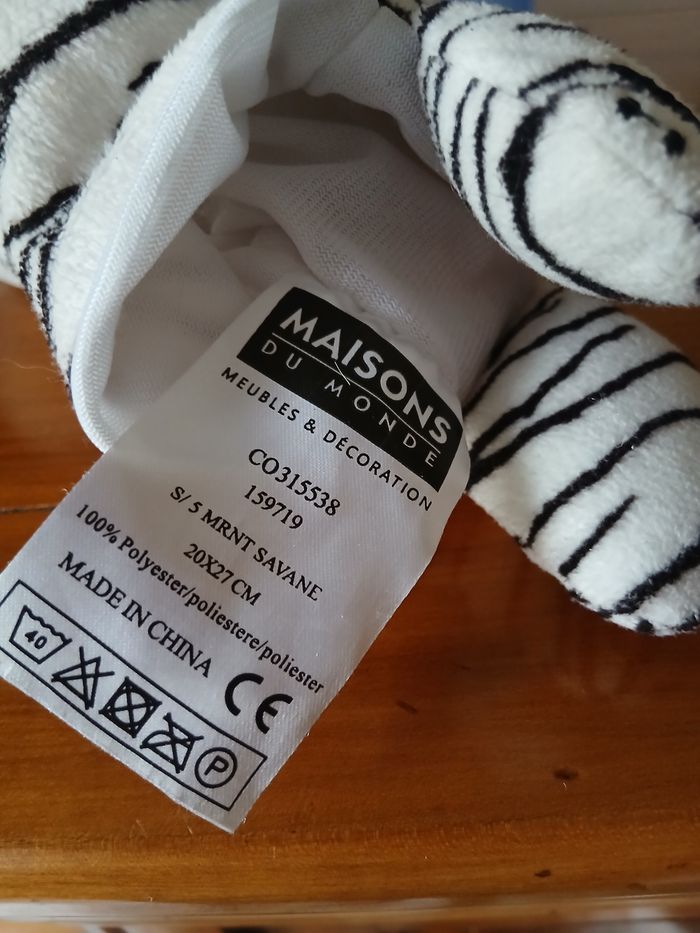 MAISONS
DU MONDE
MEUBLES & DÉCORATION
CO315538
159719
S/ 5 MRNT SAVANE
20X27 CM
100% Polyester/poliestere/poliester
MADE IN CHINA
CE
40
P